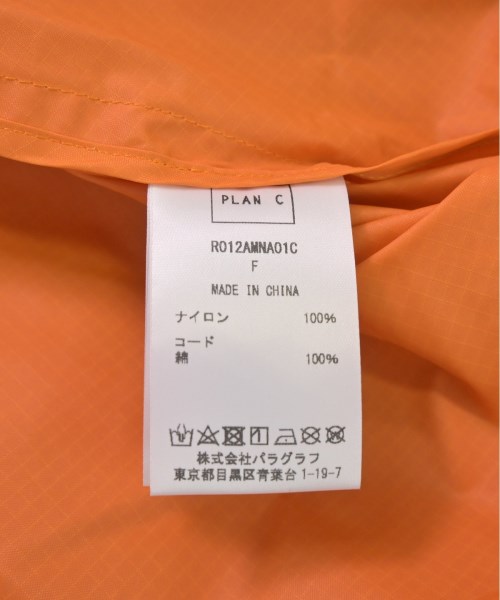 PLAN C
R012AMNA01C
F
MADE IN CHINA
ナイロン 100%
コード
綿 100%
株式会社パラグラフ
東京都目黒区青葉台 1-19-7